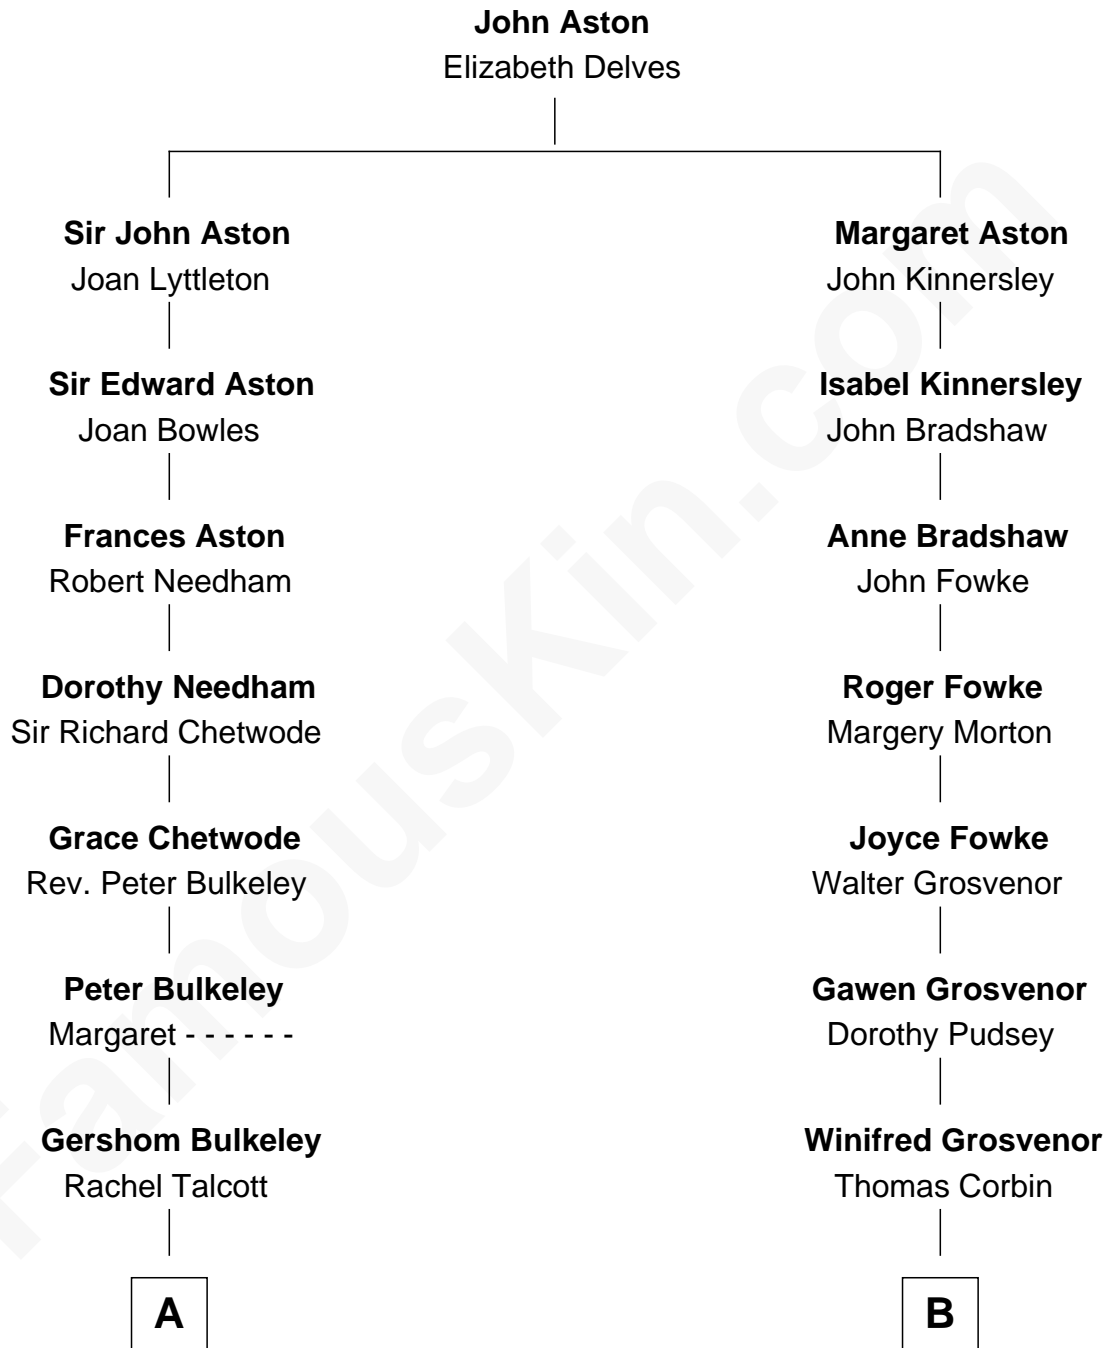 John Aston
Elizabeth Delves
Sir John Aston
Joan Lyttleton
Sir Edward Aston
Joan Bowles
Frances Aston
Robert Needham
Dorothy Needham
Sir Richard Chetwode
Grace Chetwode
Rev. Peter Bulkeley
Peter Bulkeley
Margaret - - - - - -
Gershom Bulkeley
Rachel Talcott
A
Margaret Aston
John Kinnersley
Isabel Kinnersley
John Bradshaw
Anne Bradshaw
John Fowke
Roger Fowke
Margery Morton
Joyce Fowke
Walter Grosvenor
Gawen Grosvenor
Dorothy Pudsey
Winifred Grosvenor
Thomas Corbin
B
FamousKin.com